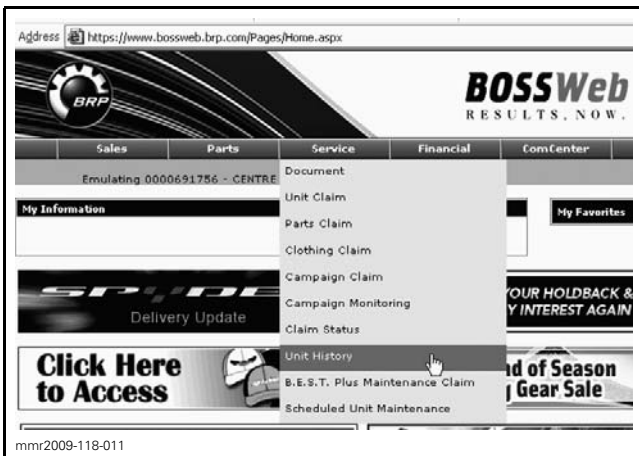 Address https://www.bossweb.brp.com/Pages/Home.aspx
BRP
BOSSWeb
RESULTS, NOW.
Sales Parts Service Financial ComCenter
Emulating 0000691756 - CENTRE
Document
Unit Claim
Parts Claim
Clothing Claim
Campaign Claim
Campaign Monitoring
Claim Status
Unit History
B.E.S.T. Plus Maintenance Claim
Scheduled Unit Maintenance
My Information
My Favorites
Delivery Update
YOUR HOLDBACK &
Y INTEREST AGAIN
Click Here
to Access
nd of Season
Gear Sale
mmr2009-118-011